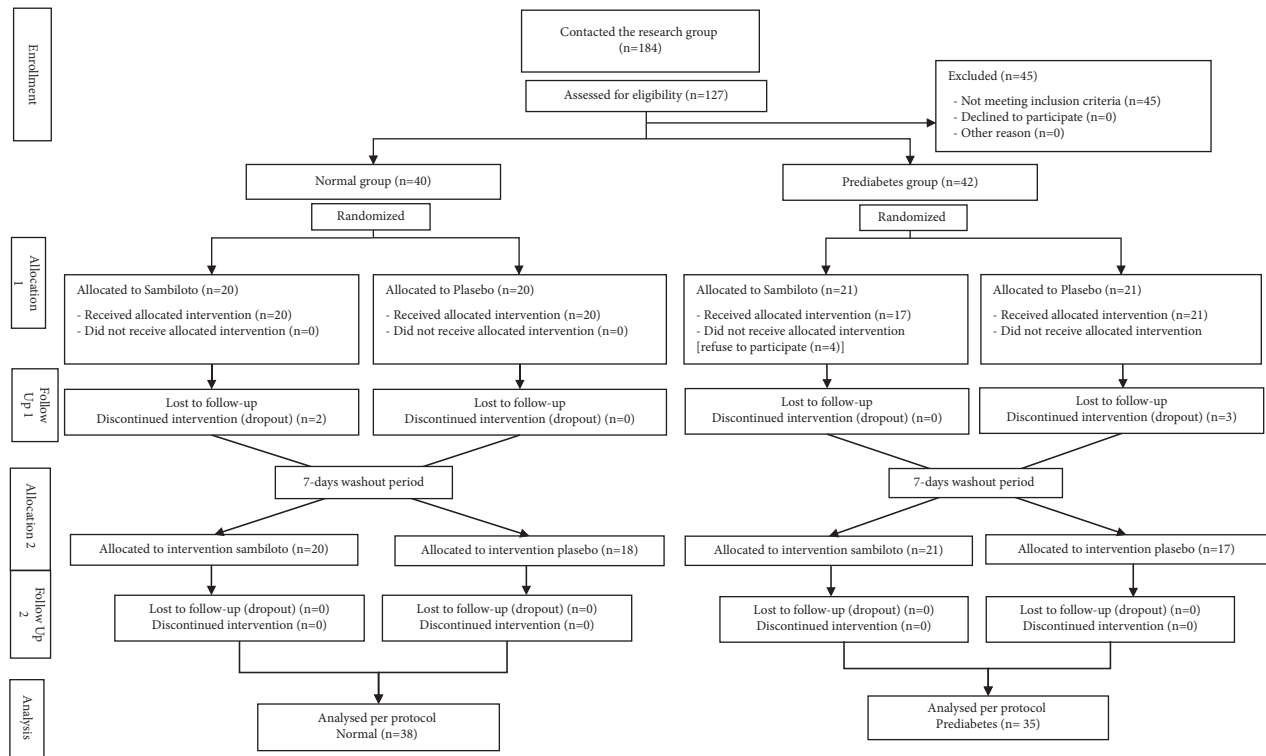 Enrollment
Contacted the research group
(n=184)
Assessed for eligibility (n=127)
Excluded (n=45)
- Not meeting inclusion criteria (n=45)
- Declined to participate (n=0)
- Other reason (n=0)
Normal group (n=40)
Prediabetes group (n=42)
Randomized
Randomized
Allocation
1
Allocated to Sambiloto (n=20)
- Received allocated intervention (n=20)
- Did not receive allocated intervention (n=0)
Allocated to Plasebo (n=20)
- Received allocated intervention (n=20)
- Did not receive allocated intervention (n=0)
Allocated to Sambiloto (n=21)
- Received allocated intervention (n=17)
- Did not receive allocated intervention
[refuse to participate (n=4)]
Allocated to Plasebo (n=21)
- Received allocated intervention (n=21)
- Did not receive allocated intervention
Follow
Up 1
Lost to follow-up
Discontinued intervention (dropout) (n=2)
Lost to follow-up
Discontinued intervention (dropout) (n=0)
Lost to follow-up
Discontinued intervention (dropout) (n=0)
Lost to follow-up
Discontinued intervention (dropout) (n=3)
7-days washout period
7-days washout period
Allocation 2
Allocated to intervention sambiloto (n=20)
Allocated to intervention plasebo (n=18)
Allocated to intervention sambiloto (n=21)
Allocated to intervention plasebo (n=17)
Follow Up
2
Lost to follow-up (dropout) (n=0)
Discontinued intervention (n=0)
Lost to follow-up (dropout) (n=0)
Discontinued intervention (n=0)
Lost to follow-up (dropout) (n=0)
Discontinued intervention (n=0)
Lost to follow-up (dropout) (n=0)
Discontinued intervention (n=0)
Analysis
Analysed per protocol
Normal (n=38)
Analysed per protocol
Prediabetes (n= 35)